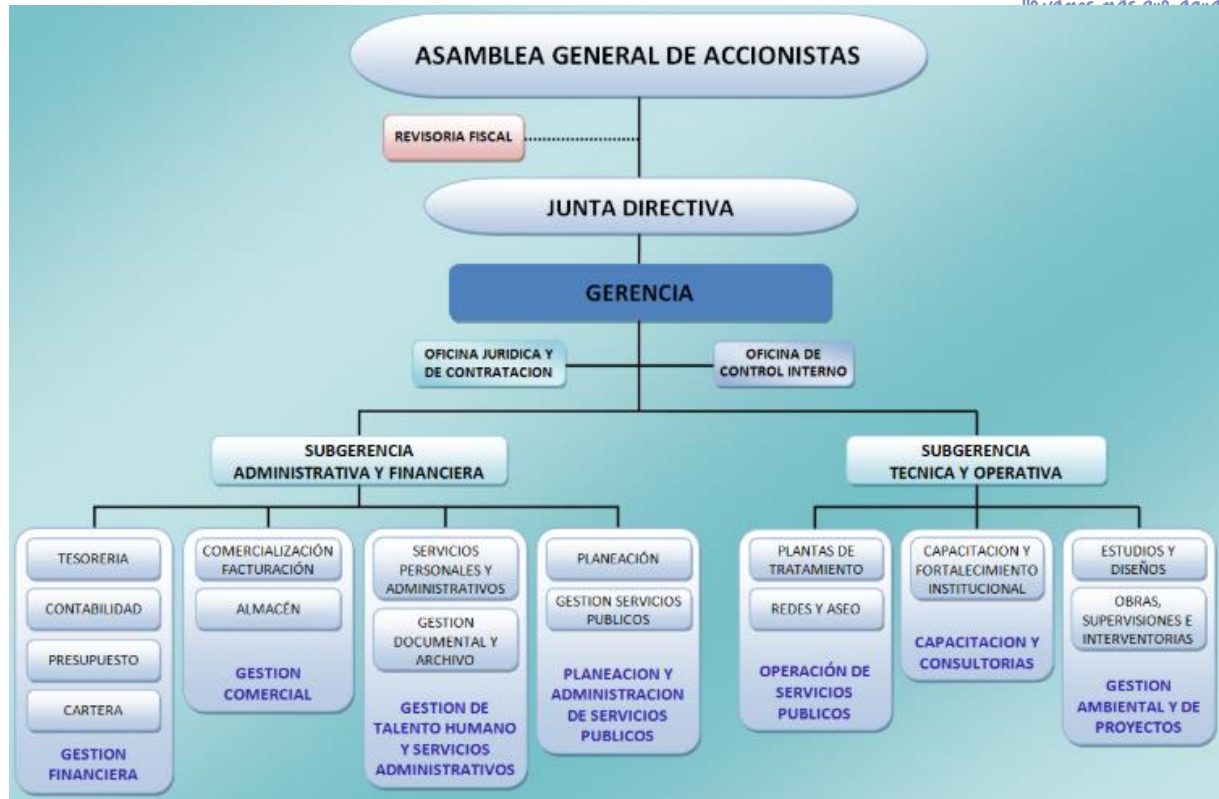 ASAMBLEA GENERAL DE ACCIONISTAS
REVISORIA FISCAL
JUNTA DIRECTIVA
GERENCIA
OFICINA JURIDICA Y
DE CONTRATACION
OFICINA DE
CONTROL INTERNO
SUBGERENCIA
ADMINISTRATIVA Y FINANCIERA
SUBGERENCIA
TECNICA Y OPERATIVA
TESORERIA
CONTABILIDAD
PRESUPUESTO
CARTERA
GESTION
FINANCIERA
COMERCIALIZACIÓN
FACTURACIÓN
ALMACÉN
GESTION
COMERCIAL
SERVICIOS
PERSONALES Y
ADMINISTRATIVOS
GESTION
DOCUMENTAL Y
ARCHIVO
GESTION DE
TALENTO HUMANO
Y SERVICIOS
ADMINISTRATIVOS
PLANEACIÓN
GESTION SERVICIOS
PUBLICOS
PLANEACION Y
ADMINISTRACION
DE SERVICIOS
PUBLICOS
PLANTAS DE
TRATAMIENTO
REDES Y ASEO
OPERACIÓN DE
SERVICIOS
PUBLICOS
CAPACITACION Y
FORTALECIMIENTO
INSTITUCIONAL
CAPACITACION Y
CONSULTORIAS
ESTUDIOS Y
DISEÑOS
OBRAS,
SUPERVISIONES E
INTERVENTORIAS
GESTION
AMBIENTAL Y DE
PROYECTOS